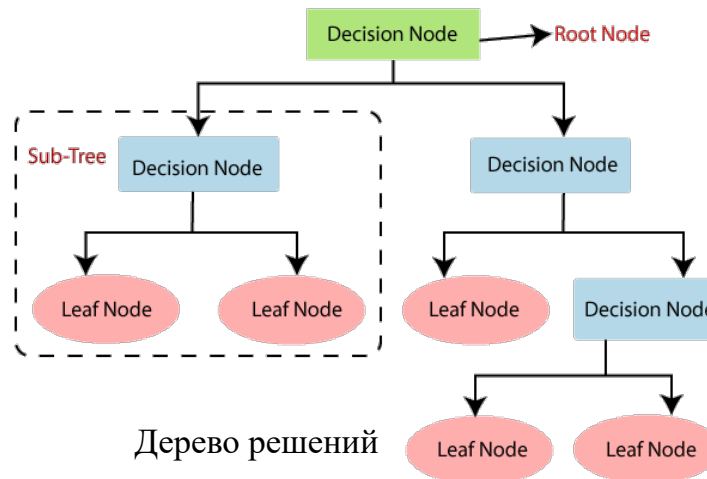 Decision Node
Root Node
Sub-Tree
Decision Node
Decision Node
Leaf Node
Leaf Node
Leaf Node
Decision Node
Дерево решений
Leaf Node
Leaf Node